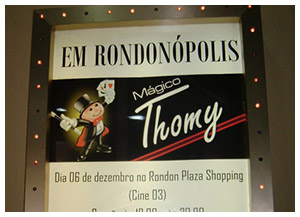 EM RONDONÓPOLIS
Mágico
Thomy
Dia 06 de dezembro no Rondon Plaza Shopping
(Cine 03)